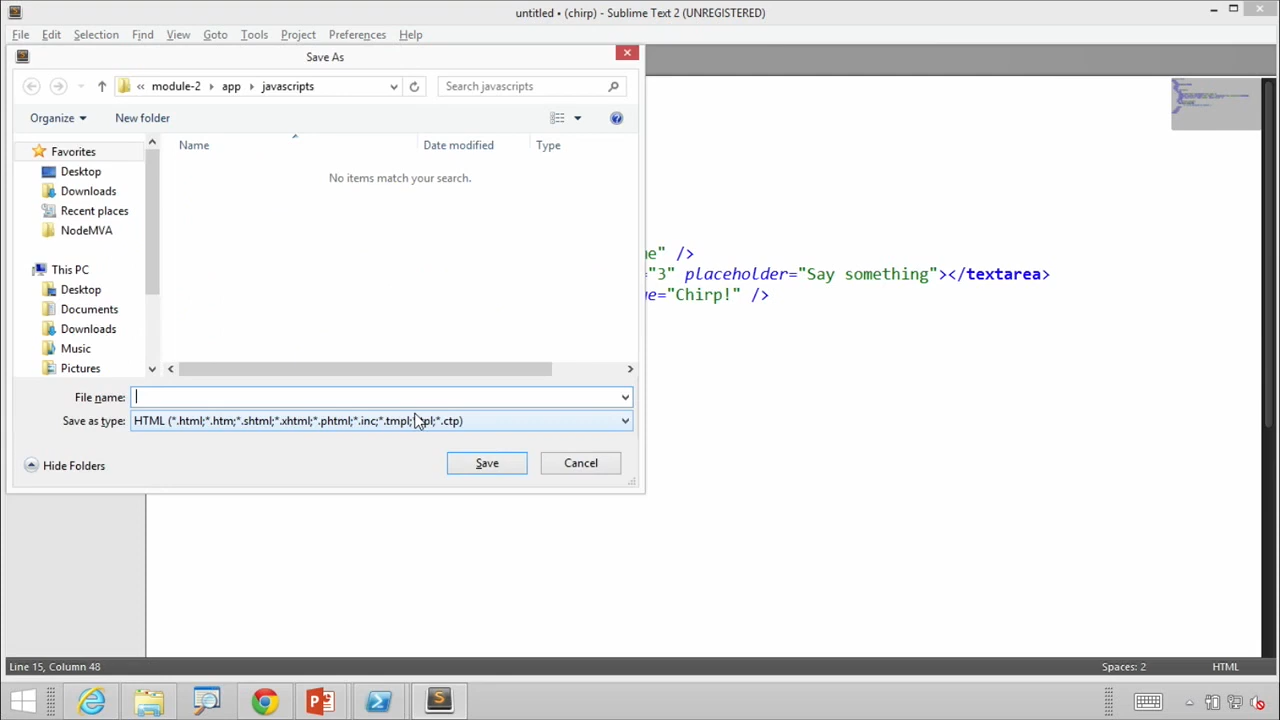 untitled • (chirp) - Sublime Text 2 (UNREGISTERED)
File Edit Selection Find View Goto Tools Project Preferences Help
Save As
« module-2 app javascripts Search javascripts
Organize New folder
Name Date modified Type
No items match your search.
Favorites
Desktop
Downloads
Recent places
NodeMVA
This PC
Desktop
Documents
Downloads
Music
Pictures
File name:
Save as type: HTML (*.html;*.htm;*.shtml;*.xhtml;*.phtml;*.inc;*.tmpl; *.ctp)
Hide Folders Save Cancel
" />
="3" placeholder="Say something"></textarea>
="Chirp!" />
Line 15, Column 48 Spaces: 2 HTML